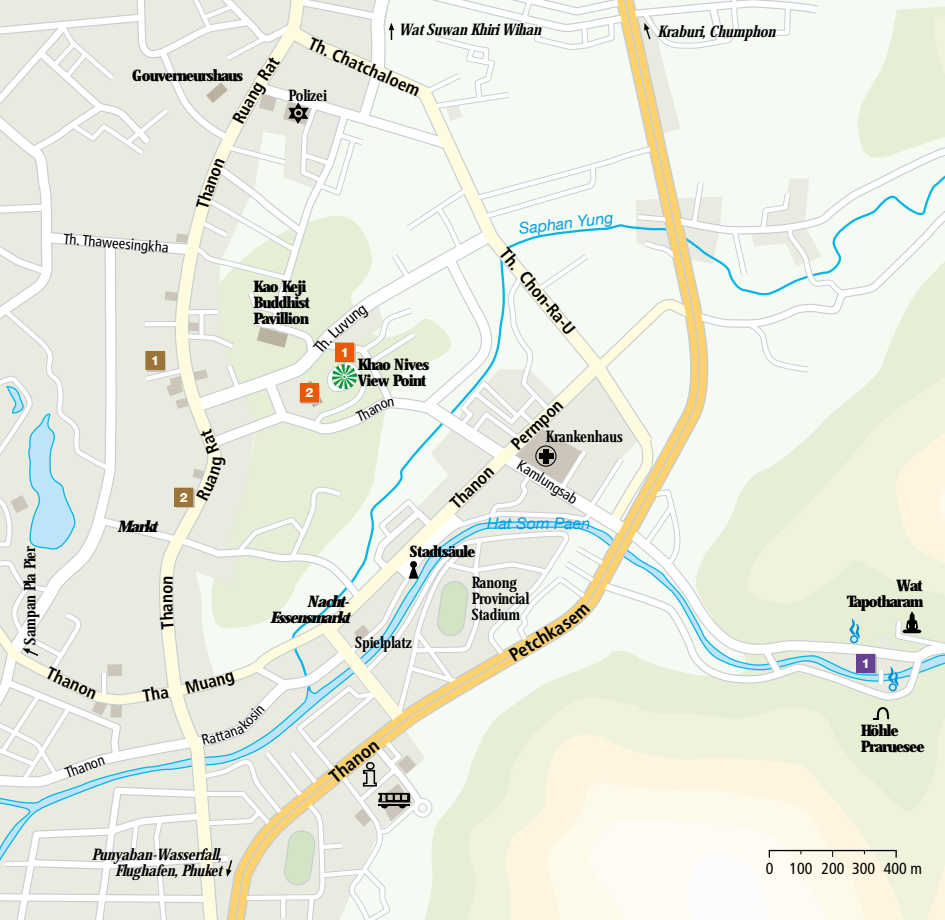 Wat Suwan Khiri Wihan
Kraburi, Chumphon
Th. Chatchaloem
Gouverneurshaus
Ruang Rat
Polizei
Thanon
Saphan Yung
Th. Thaweesingkha
Th. Chon-Ra-U
Kao Keji
Buddhist
Pavillion
Th. Luvung
1
1
Khao Nives
View Point
2
Thanon
Permpon
Krankenhaus
Ruang Rat
Kamlungsab
Thanon
2
Markt
Hat Som Paen
Stadtsäule
Sampan Pla Pier
Thanon
Ranong
Provincial
Stadium
Nacht-
Essensmarkt
Wat
Tapotharam
Petchkasem
Spielplatz
1
Thanon
Tha Muang
Rattanakosin
Höhle
Praruesee
Thanon
Thanon
Punyaban-Wasserfall,
Flughafen, Phuket
0 100 200 300 400 m